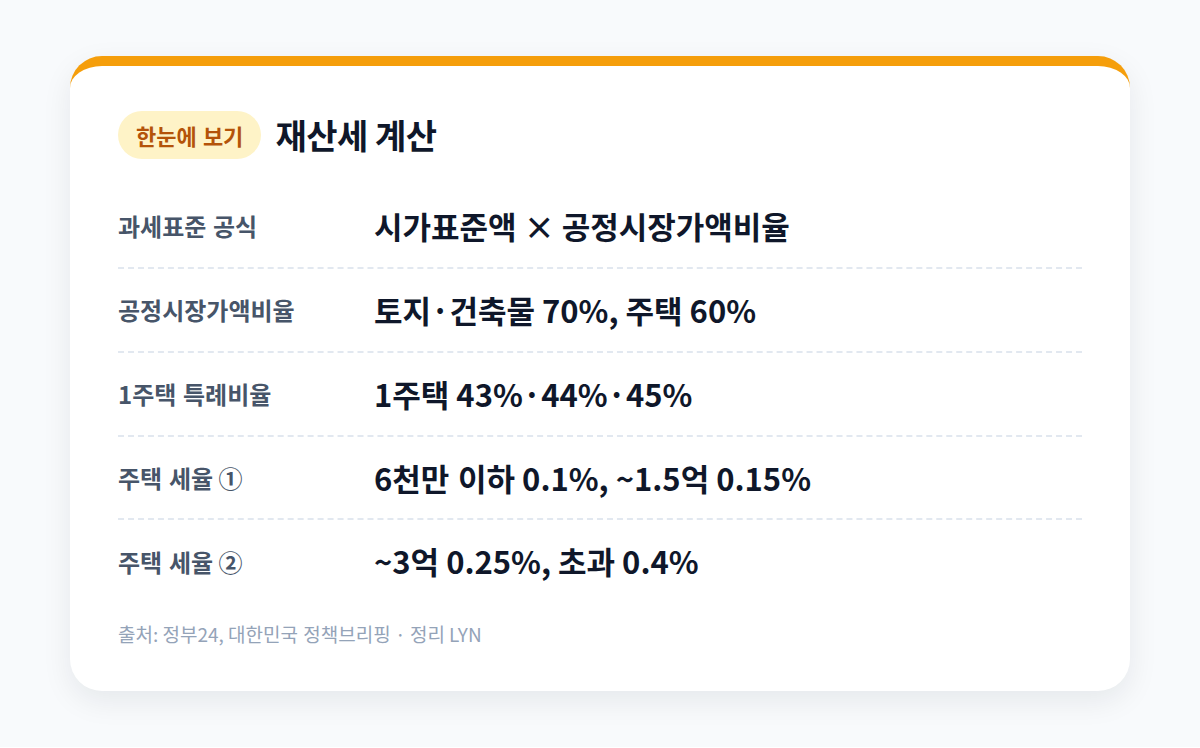 한눈에 보기 재산세 계산
과세표준 공식 시가표준액 × 공정시장가액비율
공정시장가액비율 토지·건축물 70%, 주택 60%
1주택 특례비율 1주택 43%·44%·45%
주택 세율 ① 6천만 이하 0.1%, ~1.5억 0.15%
주택 세율 ② ~3억 0.25%, 초과 0.4%
출처: 정부24, 대한민국 정책브리핑 · 정리 LYN